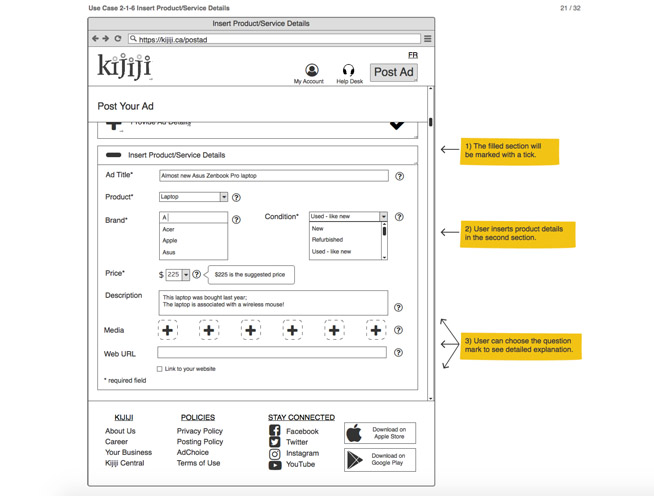 Use Case 2-1-6 Insert Product/Service Details
21 / 32
Insert Product/Service Details
https://kijiji.ca/postad
kijiji
FR
My Account
Help Desk
Post Ad
Post Your Ad
Provide Ad Details
Insert Product/Service Details
Ad Title*
Almost new Asus Zenbook Pro laptop
?
Product*
Laptop
?
Brand*
A |
?
Acer
Apple
Asus
Condition*
Used - like new
?
New
Refurbished
Used - like new
Price*
$
225
?
$225 is the suggested price
Description
This laptop was bought last year;
The laptop is associated with a wireless mouse!
?
Media
?
Web URL
?
Link to your website
* required field
1) The filled section will
be marked with a tick.
2) User inserts product details
in the second section.
3) User can choose the question
mark to see detailed explanation.
KIJIJI
About Us
Career
Your Business
Kijiji Central
POLICIES
Privacy Policy
Posting Policy
AdChoice
Terms of Use
STAY CONNECTED
Facebook
Twitter
Instagram
YouTube
Download on
Apple Store
Download on
Google Play